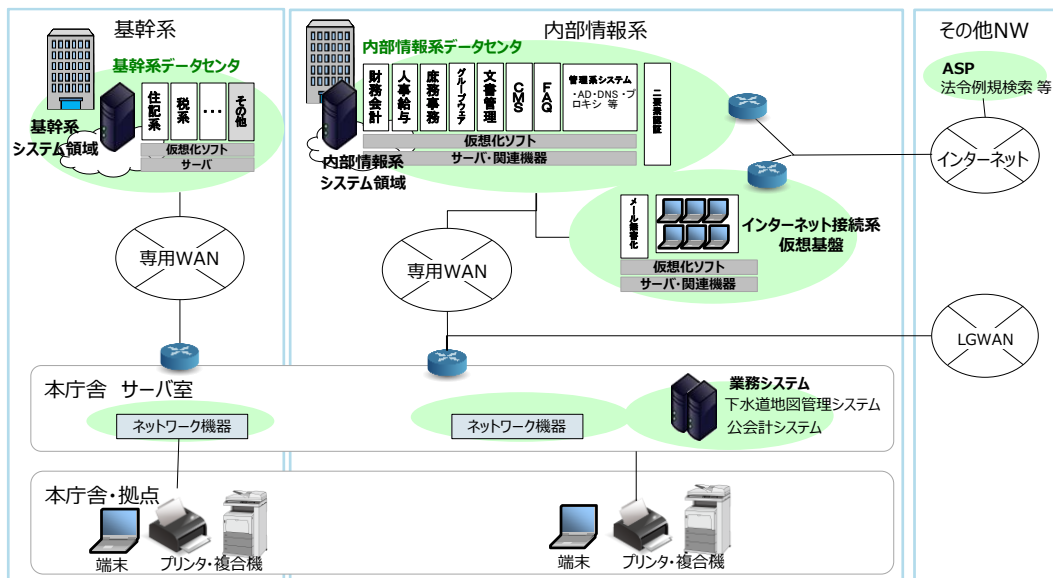 基幹系
内部情報系
その他NW
基幹系データセンタ
住記系
税系
・・・
その他
仮想化ソフト
サーバ
基幹系
システム領域
内部情報系データセンタ
財務会計
人事給与
庶務事務
グループウェア
文書管理
CMS
FAQ
管理系システム
・AD・DNS・プ
ロキシ 等
二要素認証
仮想化ソフト
サーバ・関連機器
内部情報系
システム領域
ASP
法令例規検索 等
インターネット
メール無害化
インターネット接続系
仮想基盤
仮想化ソフト
サーバ・関連機器
専用WAN
専用WAN
LGWAN
本庁舎 サーバ室
ネットワーク機器
ネットワーク機器
業務システム
下水道地図管理システム
公会計システム
本庁舎・拠点
端末
プリンタ・複合機
端末
プリンタ・複合機